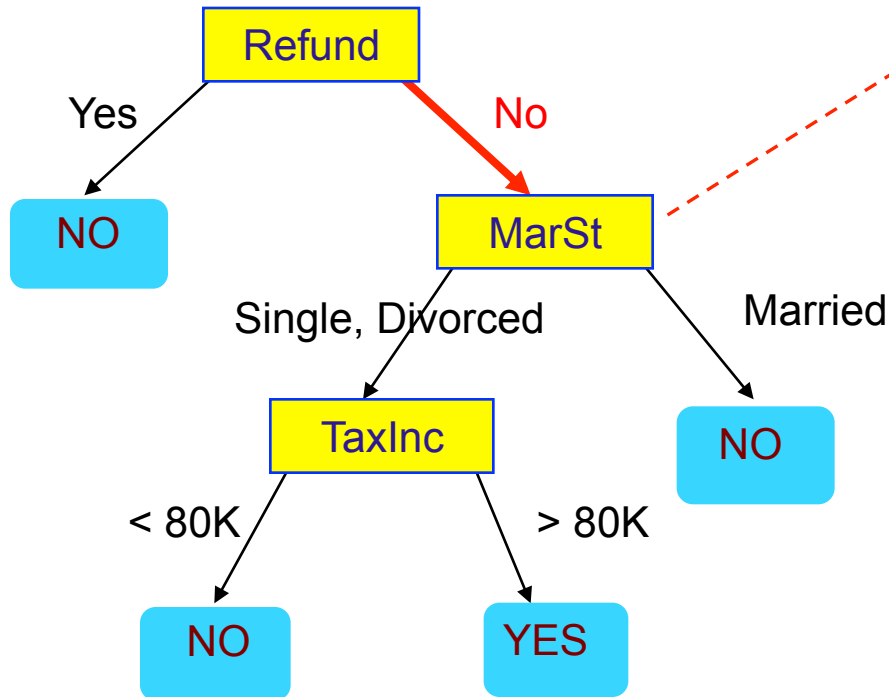 Refund
Yes
No
NO
MarSt
Single, Divorced
Married
TaxInc
NO
< 80K
> 80K
NO
YES